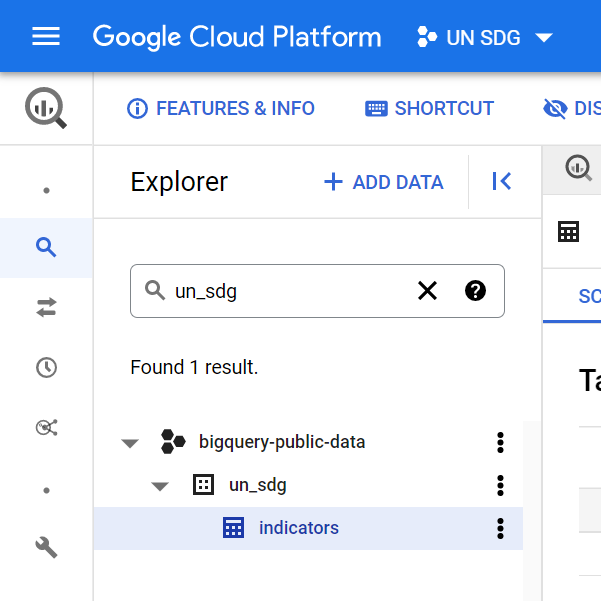 Google Cloud Platform UN SDG
FEATURES & INFO SHORTCUT DIS
Explorer ADD DATA
un_sdg
SC
Found 1 result.
Ta
bigquery-public-data
un_sdg
indicators